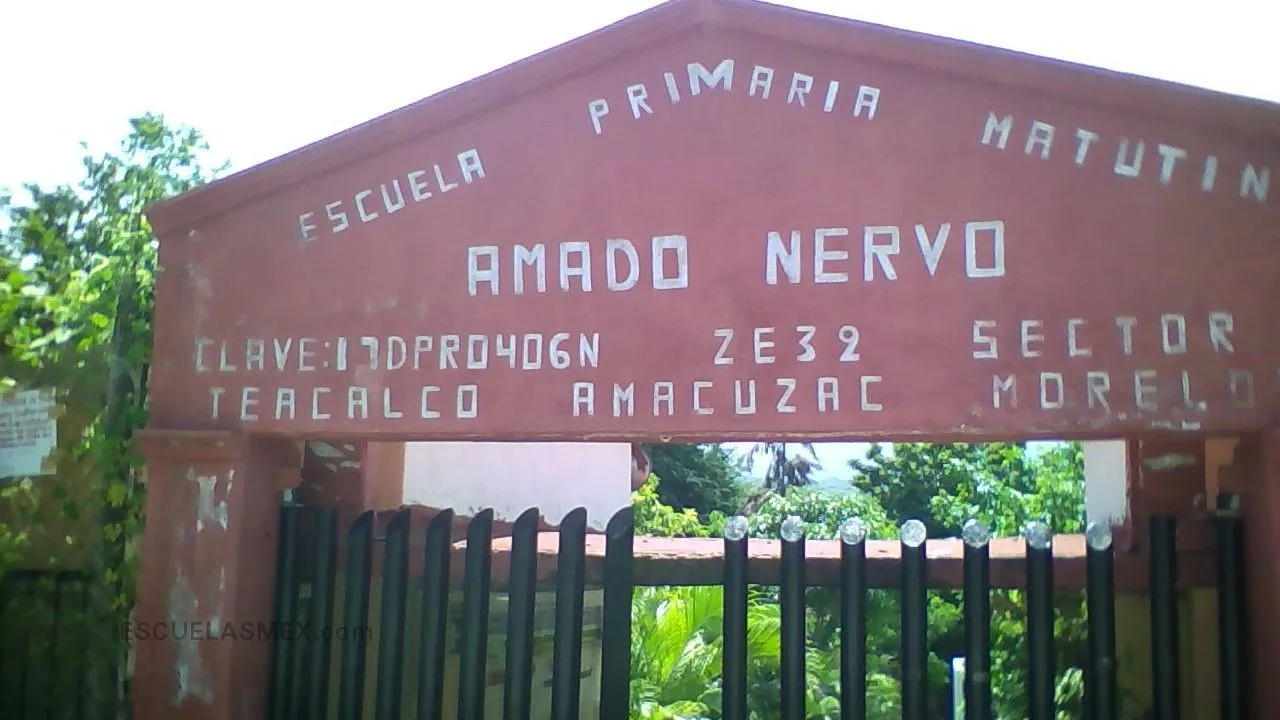 ESCUELA PRIMARIA MATUTIN
AMADO NERVO
CLAVE:17DPR0406N ZE32 SECTOR
TEACALCO AMACUZAC MORELO
ESCUELASMEX.com